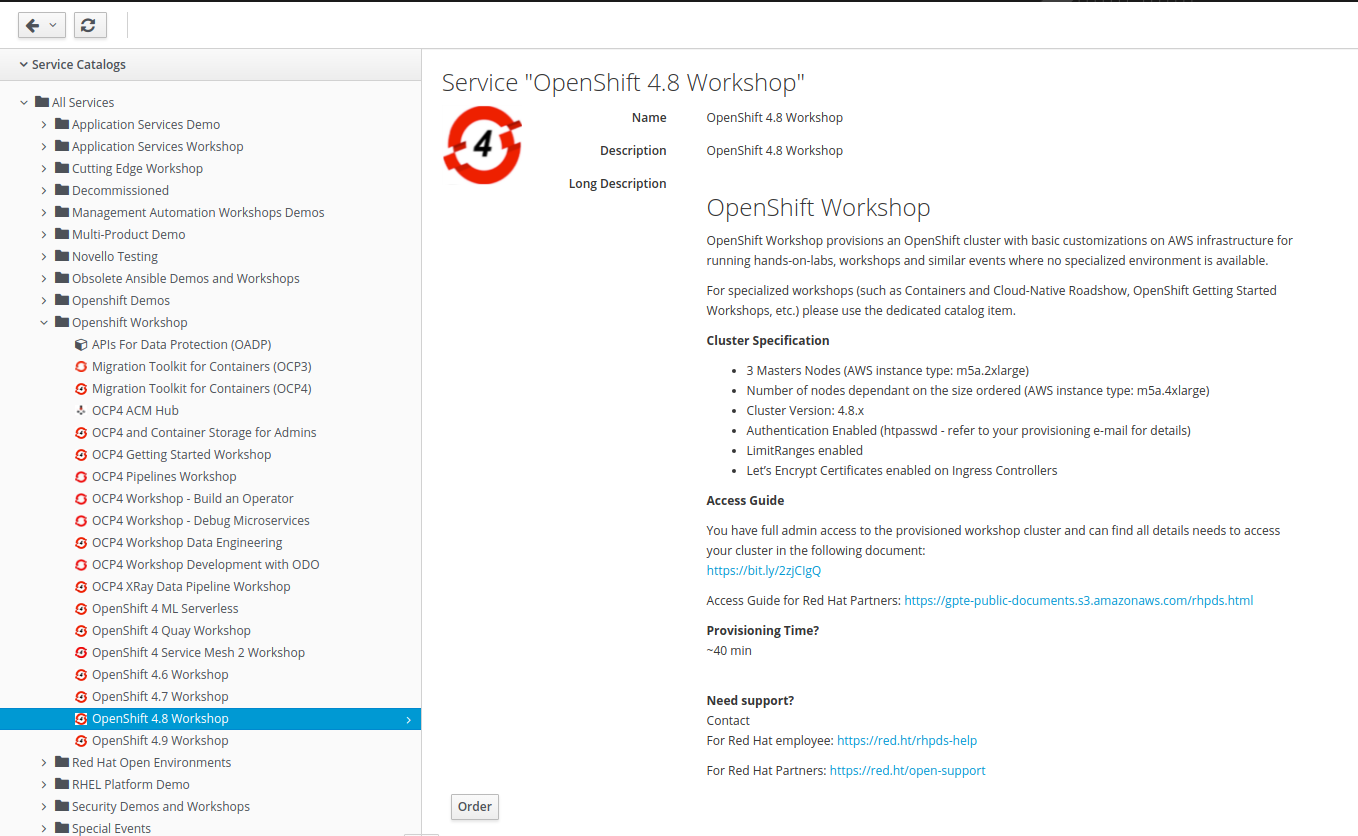 Service Catalogs
All Services
Application Services Demo
Application Services Workshop
Cutting Edge Workshop
Decommissioned
Management Automation Workshops Demos
Multi-Product Demo
Novello Testing
Obsolete Ansible Demos and Workshops
Openshift Demos
Openshift Workshop
APIs For Data Protection (OADP)
Migration Toolkit for Containers (OCP3)
Migration Toolkit for Containers (OCP4)
OCP4 ACM Hub
OCP4 and Container Storage for Admins
OCP4 Getting Started Workshop
OCP4 Pipelines Workshop
OCP4 Workshop - Build an Operator
OCP4 Workshop - Debug Microservices
OCP4 Workshop Data Engineering
OCP4 Workshop Development with ODO
OCP4 XRay Data Pipeline Workshop
OpenShift 4 ML Serverless
OpenShift 4 Quay Workshop
OpenShift 4 Service Mesh 2 Workshop
OpenShift 4.6 Workshop
OpenShift 4.7 Workshop
OpenShift 4.8 Workshop
OpenShift 4.9 Workshop
Red Hat Open Environments
RHEL Platform Demo
Security Demos and Workshops
Special Events
Service "OpenShift 4.8 Workshop"
4
Name OpenShift 4.8 Workshop
Description OpenShift 4.8 Workshop
Long Description
OpenShift Workshop
OpenShift Workshop provisions an OpenShift cluster with basic customizations on AWS infrastructure for
running hands-on-labs, workshops and similar events where no specialized environment is available.
For specialized workshops (such as Containers and Cloud-Native Roadshow, OpenShift Getting Started
Workshops, etc.) please use the dedicated catalog item.
Cluster Specification
• 3 Masters Nodes (AWS instance type: m5a.2xlarge)
• Number of nodes dependant on the size ordered (AWS instance type: m5a.4xlarge)
• Cluster Version: 4.8.x
• Authentication Enabled (htpasswd - refer to your provisioning e-mail for details)
• LimitRanges enabled
• Let's Encrypt Certificates enabled on Ingress Controllers
Access Guide
You have full admin access to the provisioned workshop cluster and can find all details needs to access
your cluster in the following document:
https://bit.ly/2zjCIgQ
Access Guide for Red Hat Partners: https://gpte-public-documents.s3.amazonaws.com/rhpds.html
Provisioning Time?
~40 min
Need support?
Contact
For Red Hat employee: https://red.ht/rhpds-help
For Red Hat Partners: https://red.ht/open-support
Order